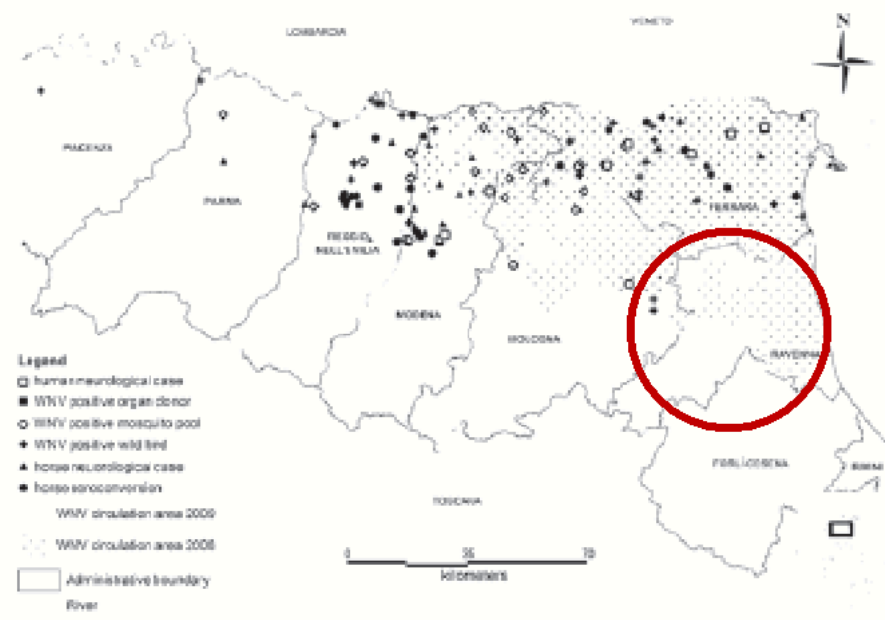 N
LOMBARDIA
VENETO
PIACENZA
PARMA
FERRARA
REGGIO
NELL'EMILIA
MODENA
BOLOGNA
RAVENNA
FORLÌ-CESENA
TOSCANA
Legend
human neurological case
WNV positive organ donor
WNV positive mosquito pool
WNV positive wild bird
horse neurological case
horse seroconversion
WNV circulation area 2009
WNV circulation area 2008
Administrative boundary
River
0 35 70
kilometers